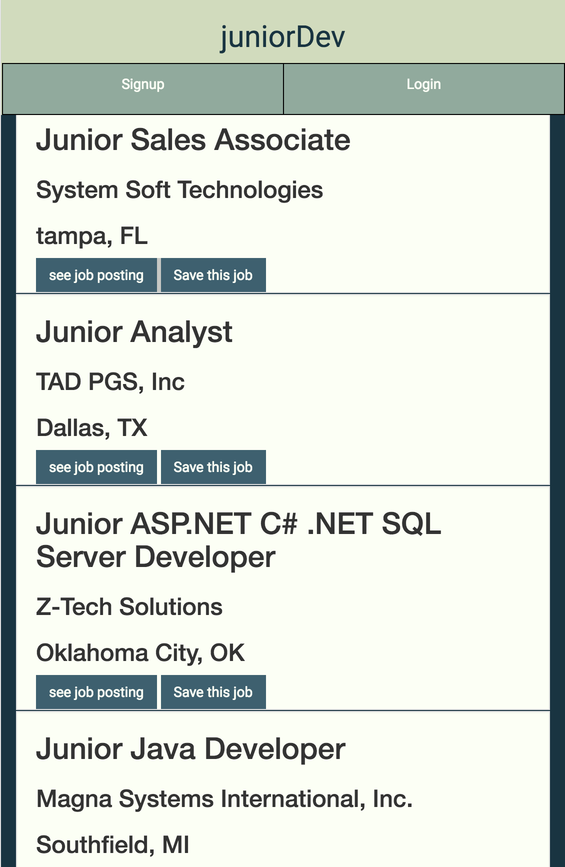 juniorDev
Signup
Login
Junior Sales Associate
System Soft Technologies
tampa, FL
see job posting
Save this job
Junior Analyst
TAD PGS, Inc
Dallas, TX
see job posting
Save this job
Junior ASP.NET C# .NET SQL
Server Developer
Z-Tech Solutions
Oklahoma City, OK
see job posting
Save this job
Junior Java Developer
Magna Systems International, Inc.
Southfield, MI